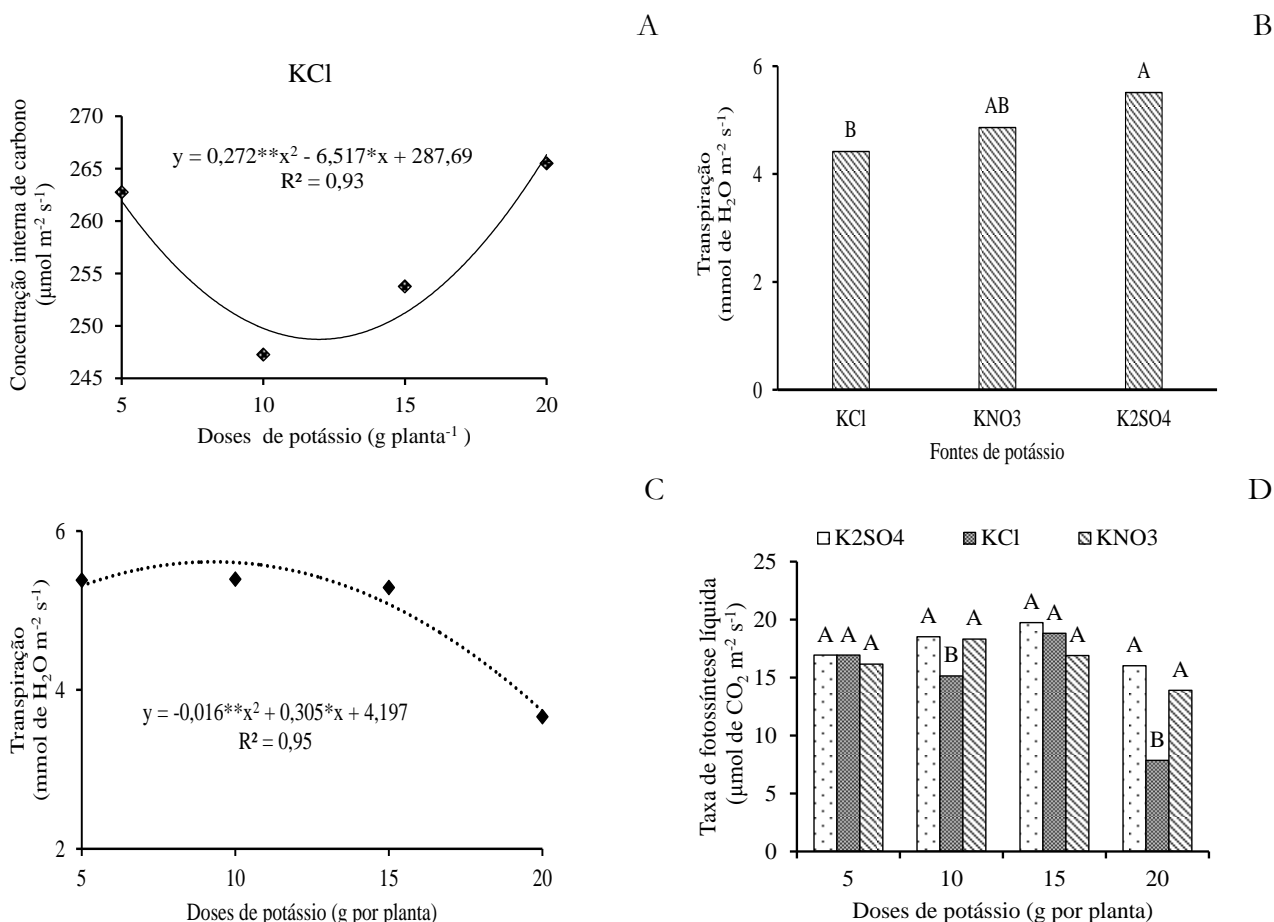 A
KCl
Concentração interna de carbono
(µmol m⁻² s⁻¹)
270
265
260
255
250
245
y = 0,272**x² - 6,517*x + 287,69
R² = 0,93
5 10 15 20
Doses de potássio (g planta⁻¹ )
B
Transpiração
(mmol de H₂O m⁻² s⁻¹)
6
4
2
0
B AB A
KCl KNO3 K2SO4
Fontes de potássio
C
Transpiração
(mmol de H₂O m⁻² s⁻¹)
6
4
2
y = -0,016**x² + 0,305*x + 4,197
R² = 0,95
5 10 15 20
Doses de potássio (g por planta)
D
K2SO4 KCl KNO3
Taxa de fotossíntese líquida
(µmol de CO₂ m⁻² s⁻¹)
25
20
15
10
5
0
A A A A B A A A A A B A
5 10 15 20
Doses de potássio (g por planta)